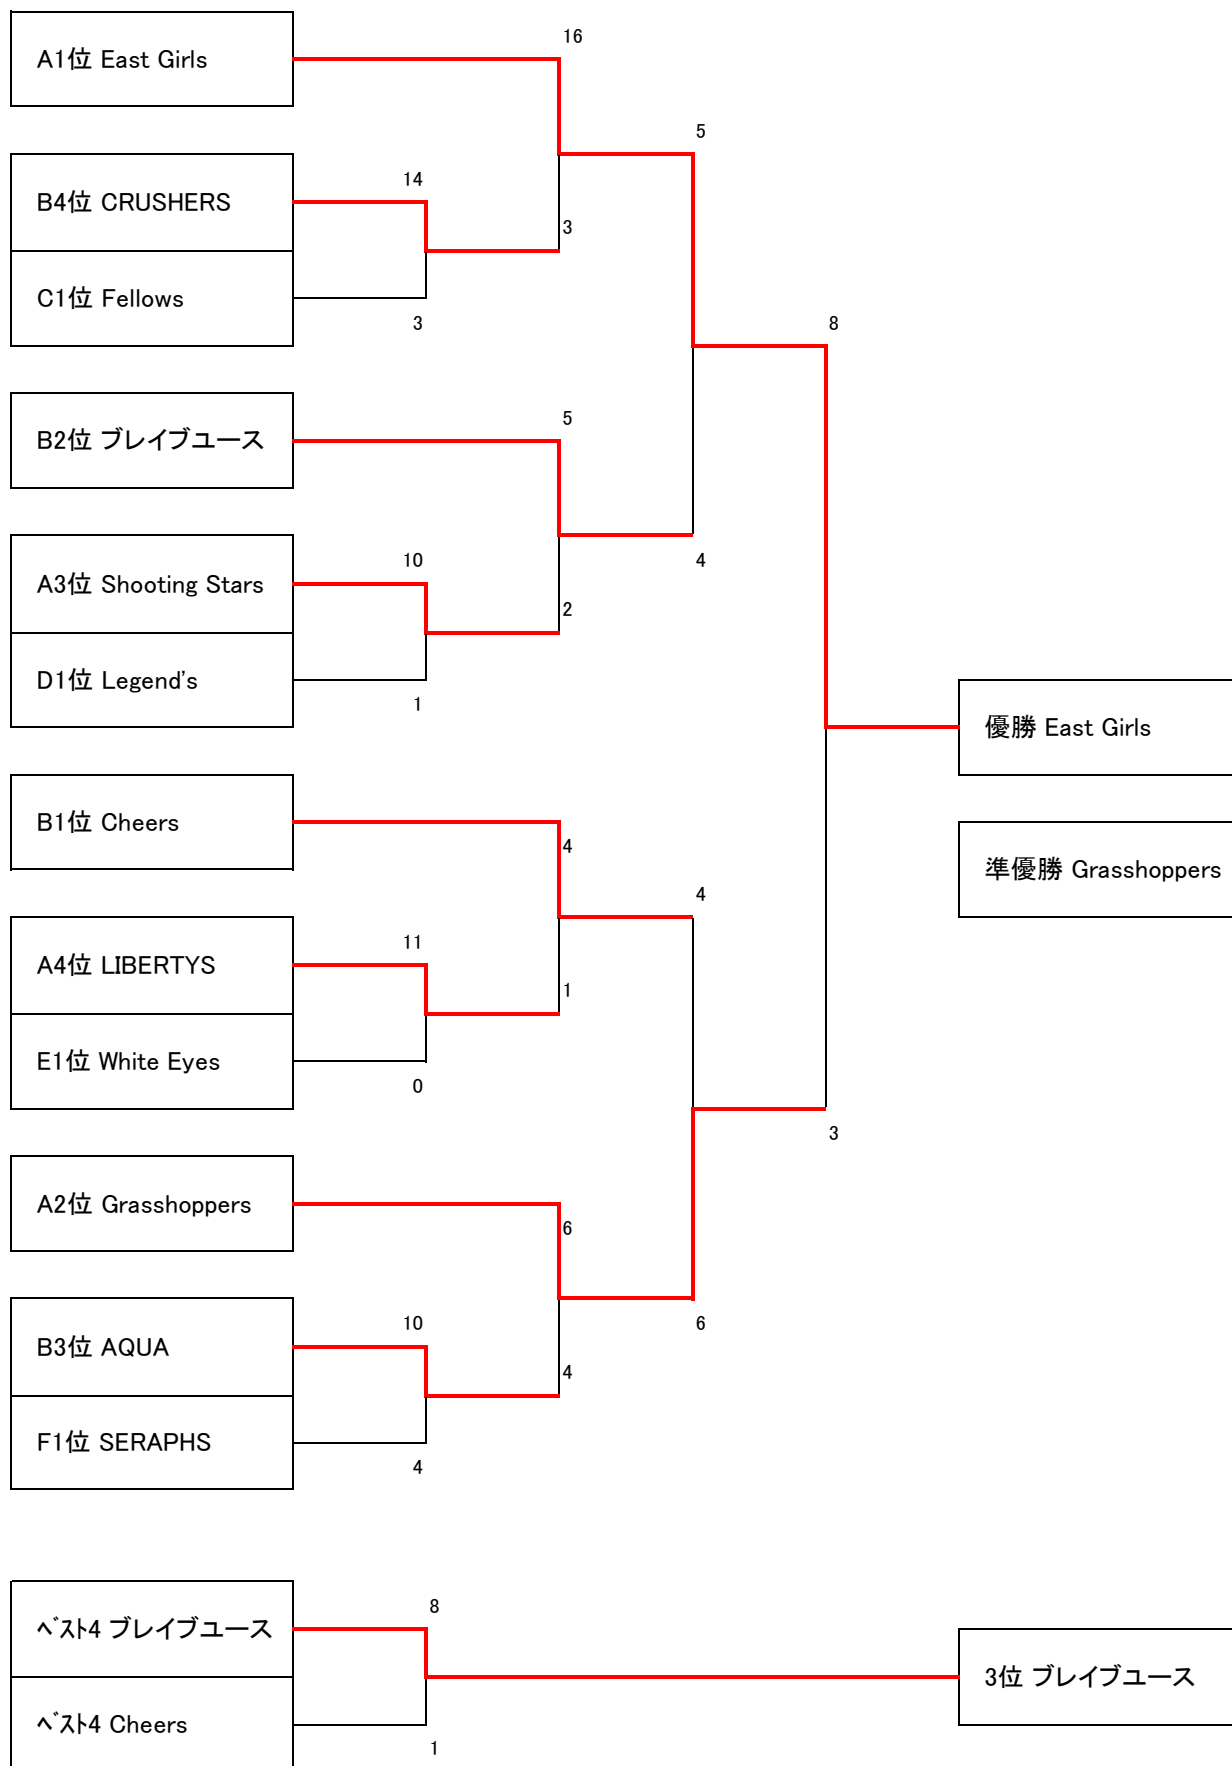 16
A1位 East Girls
5
14
B4位 CRUSHERS
3
C1位 Fellows
3
8
5
B2位 ブレイブユース
10
4
A3位 Shooting Stars
2
D1位 Legend's
1
優勝 East Girls
B1位 Cheers
4
準優勝 Grasshoppers
4
11
A4位 LIBERTYS
1
E1位 White Eyes
0
3
A2位 Grasshoppers
6
10
6
B3位 AQUA
4
F1位 SERAPHS
4
8
ﾍﾞｽﾄ4 ブレイブユース
3位 ブレイブユース
ﾍﾞｽﾄ4 Cheers
1